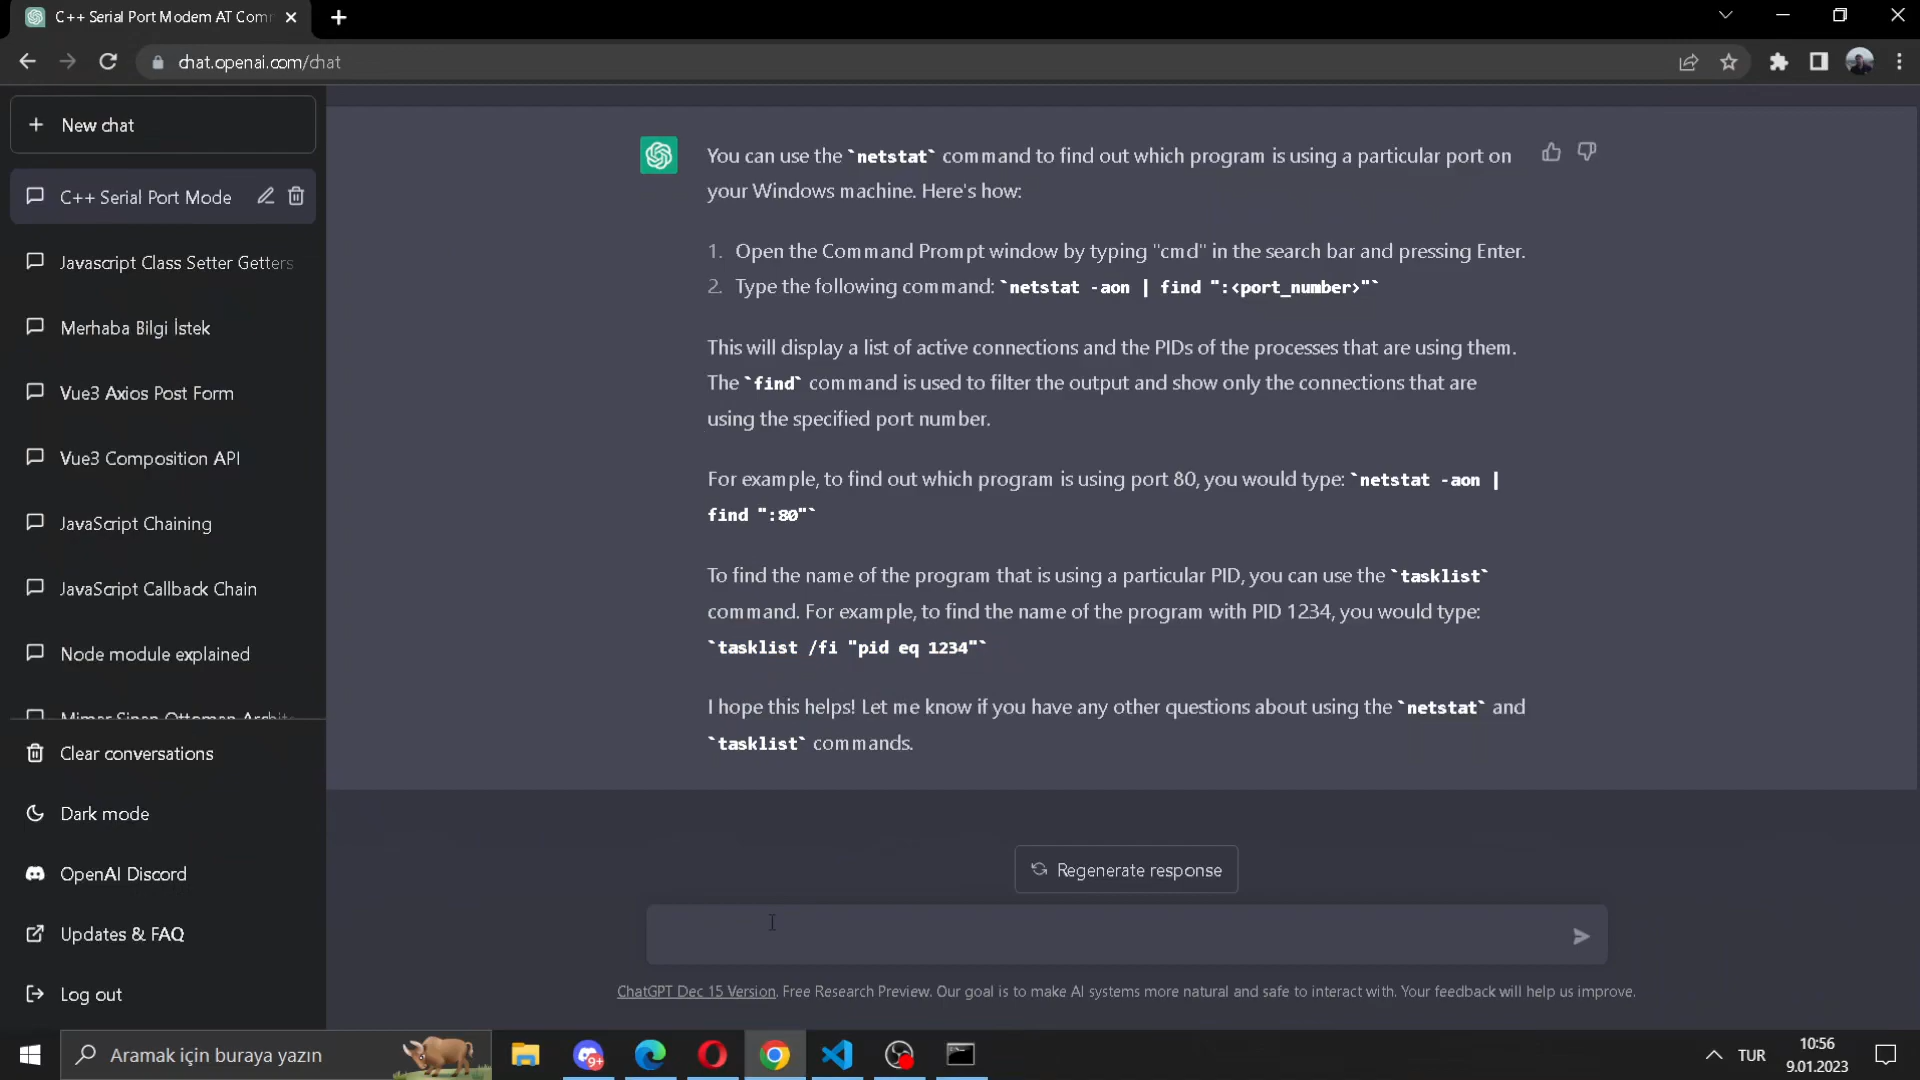 C++ Serial Port Modem AT Com
chat.openai.com/chat
New chat
C++ Serial Port Mode
Javascript Class Setter Getters
Merhaba Bilgi İstek
Vue3 Axios Post Form
Vue3 Composition API
JavaScript Chaining
JavaScript Callback Chain
Node module explained
Mimar Sinan Ottoman Archite
Clear conversations
Dark mode
OpenAI Discord
Updates & FAQ
Log out
You can use the `netstat` command to find out which program is using a particular port on
your Windows machine. Here's how:
1. Open the Command Prompt window by typing "cmd" in the search bar and pressing Enter.
2. Type the following command: `netstat -aon | find ":<port_number>"`
This will display a list of active connections and the PIDs of the processes that are using them.
The `find` command is used to filter the output and show only the connections that are
using the specified port number.
For example, to find out which program is using port 80, you would type: `netstat -aon |
find ":80"`
To find the name of the program that is using a particular PID, you can use the `tasklist`
command. For example, to find the name of the program with PID 1234, you would type:
`tasklist /fi "pid eq 1234"`
I hope this helps! Let me know if you have any other questions about using the `netstat` and
`tasklist` commands.
Regenerate response
ChatGPT Dec 15 Version. Free Research Preview. Our goal is to make AI systems more natural and safe to interact with. Your feedback will help us improve.
Aramak için buraya yazın
9+
TUR
10:56
9.01.2023